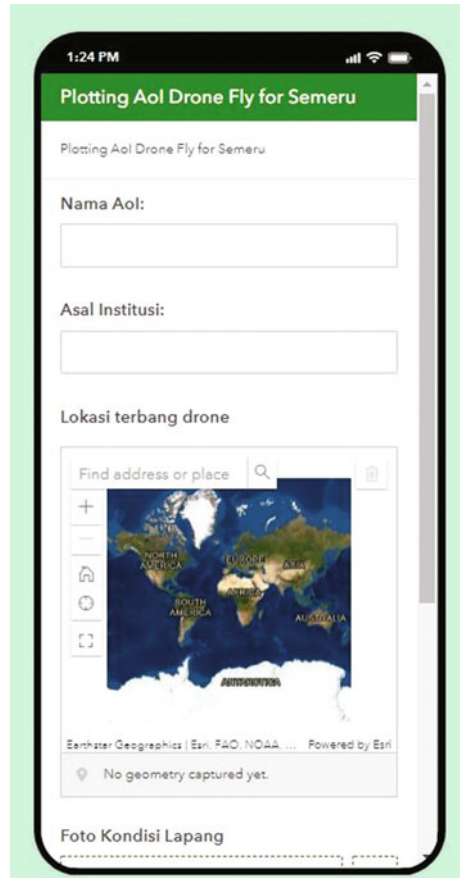 1:24 PM
Plotting AoI Drone Fly for Semeru
Plotting AoI Drone Fly for Semeru
Nama AoI:
Asal Institusi:
Lokasi terbang drone
Find address or place
NORTH
AMERICA
EUROPE
ASIA
AFRICA
SOUTH
AMERICA
AUSTRALIA
ANTARCTICA
Earthstar Geographics | Esri, FAO, NOAA, ... Powered by Esri
No geometry captured yet.
Foto Kondisi Lapang